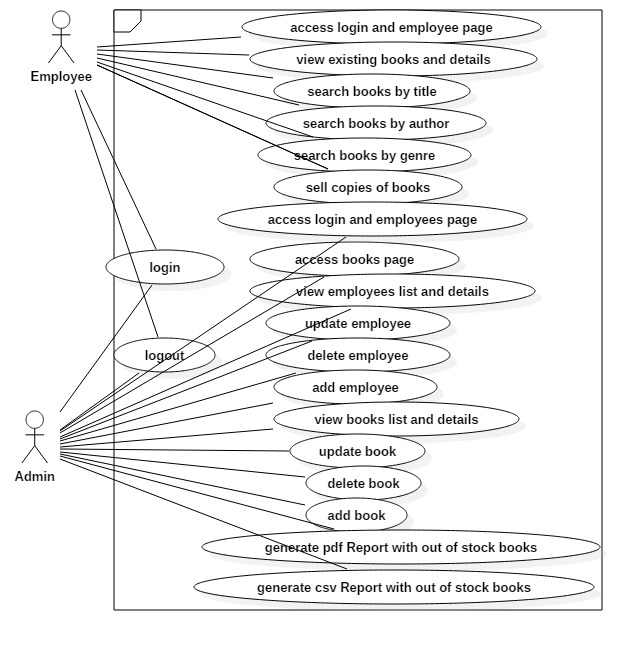 access login and employee page
view existing books and details
Employee
search books by title
search books by author
search books by genre
sell copies of books
access login and employees page
access books page
login
view employees list and details
update employee
logout
delete employee
add employee
view books list and details
update book
Admin
delete book
add book
generate pdf Report with out of stock books
generate csv Report with out of stock books